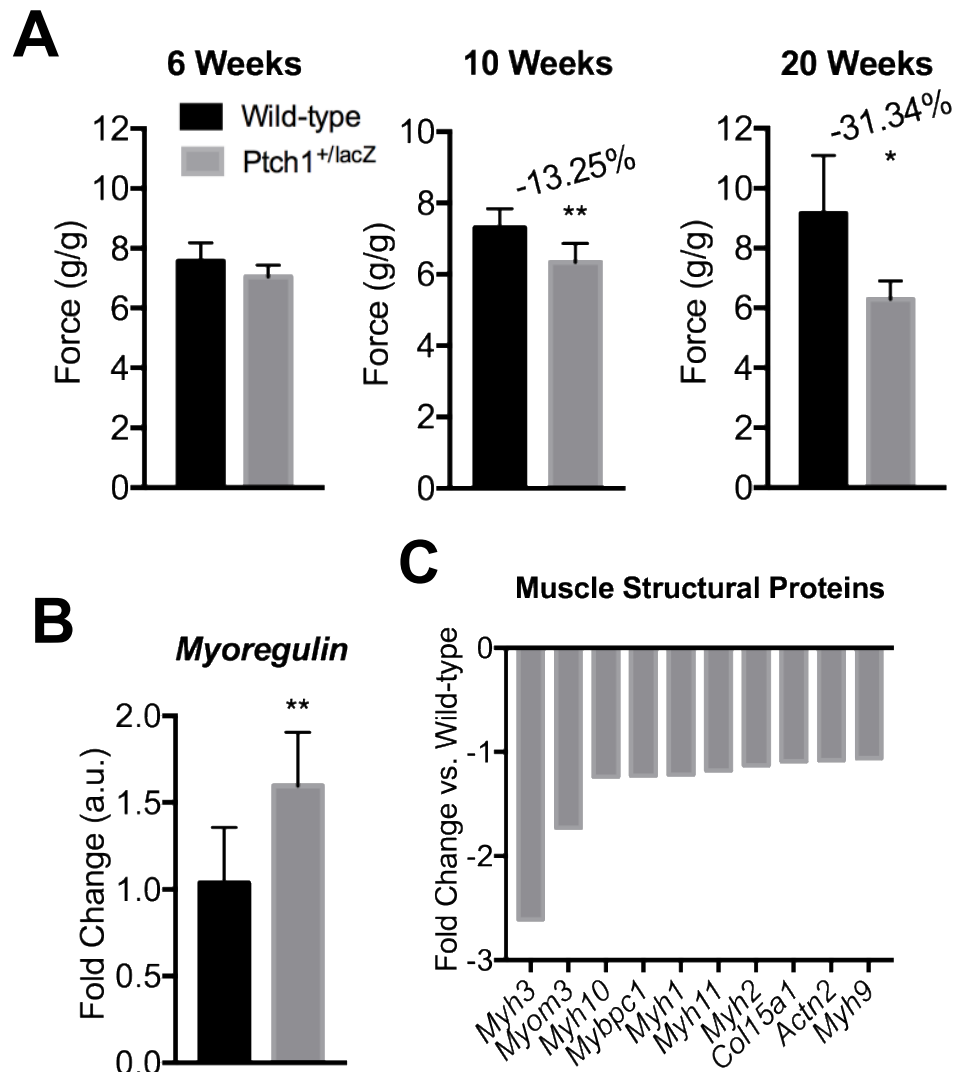 A
6 Weeks
10 Weeks
20 Weeks
Wild-type
Ptch1+/lacZ
-13.25%
**
-31.34%
*
Force (g/g)
12
10
8
6
4
2
0
Force (g/g)
10
8
6
4
2
0
Force (g/g)
12
10
8
6
4
2
0
B
Myoregulin
**
Fold Change (a.u.)
2.0
1.5
1.0
0.5
0.0
C
Muscle Structural Proteins
Fold Change vs. Wild-type
0
-1
-2
-3
Myh3
Myom3
Myh10
Mybpc1
Myh1
Myh11
Myh2
Col15a1
Actn2
Myh9